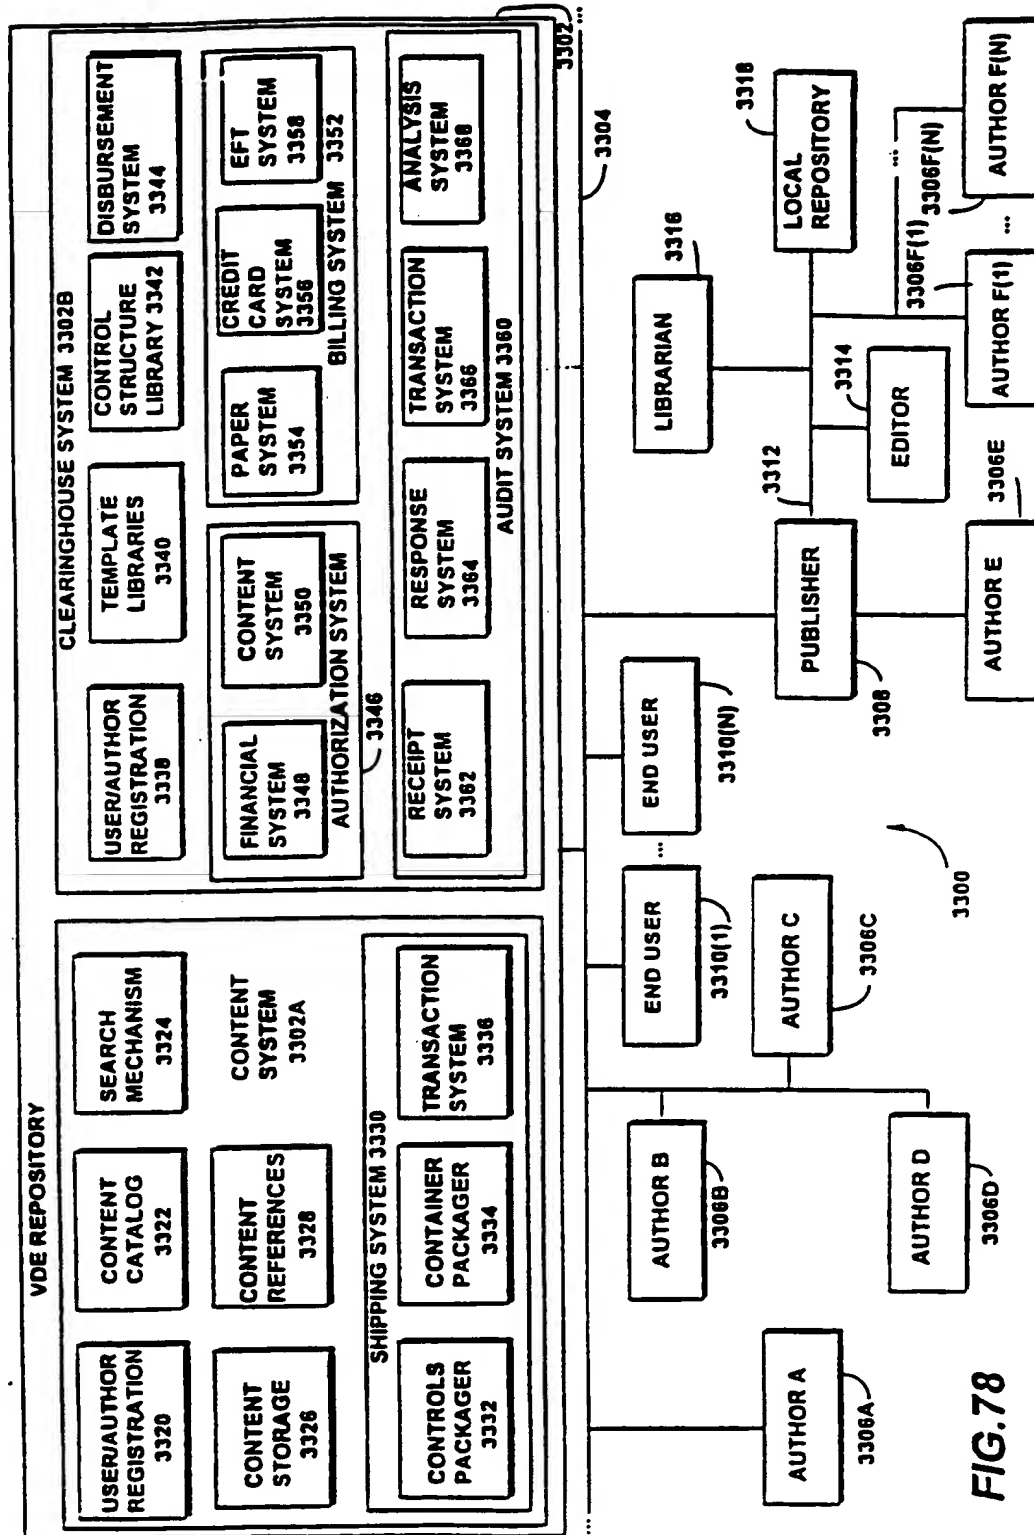 VDE REPOSITORY
3302
...
USER/AUTHOR
REGISTRATION
3320
CONTENT
CATALOG
3322
SEARCH
MECHANISM
3324
CONTENT
STORAGE
3326
CONTENT
REFERENCES
3328
CONTENT
SYSTEM
3302A
SHIPPING SYSTEM 3330
CONTROLS
PACKAGER
3332
CONTAINER
PACKAGER
3334
TRANSACTION
SYSTEM
3336
CLEARINGHOUSE SYSTEM 3302B
USER/AUTHOR
REGISTRATION
3338
TEMPLATE
LIBRARIES
3340
CONTROL
STRUCTURE
LIBRARY 3342
DISBURSEMENT
SYSTEM
3344
FINANCIAL
SYSTEM
3348
CONTENT
SYSTEM
3350
AUTHORIZATION SYSTEM
3346
PAPER
SYSTEM
3354
CREDIT
CARD
SYSTEM
3356
EFT
SYSTEM
3358
BILLING SYSTEM 3352
RECEIPT
SYSTEM
3362
RESPONSE
SYSTEM
3364
TRANSACTION
SYSTEM
3366
ANALYSIS
SYSTEM
3368
AUDIT SYSTEM 3360
...
3304
...
AUTHOR A
3306A
AUTHOR B
3306B
AUTHOR C
3306C
AUTHOR D
3306D
END USER
3310(1)
...
END USER
3310(N)
3300
PUBLISHER
3308
3312
AUTHOR E
3306E
LIBRARIAN
3316
EDITOR
3314
LOCAL
REPOSITORY
3318
AUTHOR F(1)
3306F(1)
...
...
AUTHOR F(N)
3306F(N)
FIG.78